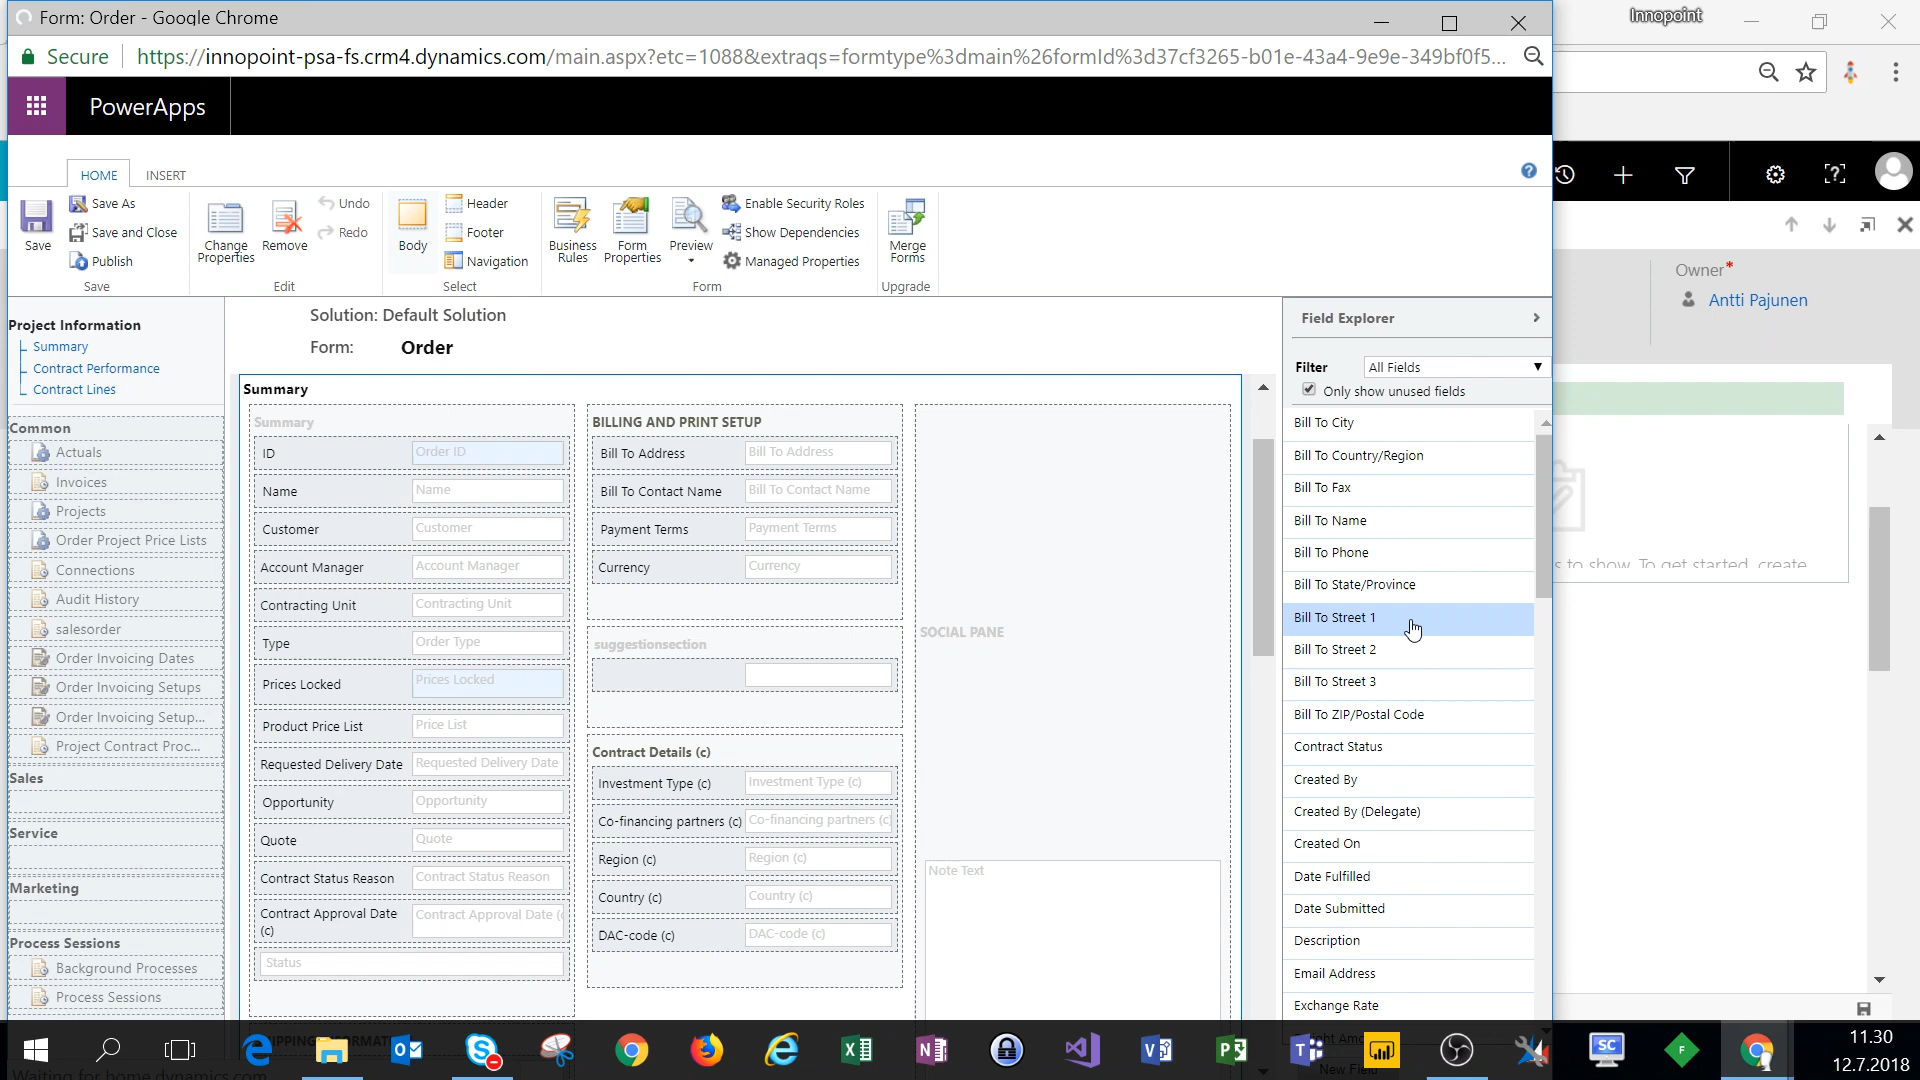 Form: Order - Google Chrome
Innopoint
Secure
https://innopoint-psa-fs.crm4.dynamics.com/main.aspx?etc=1088&extraqs=formtype%3dmain%26formId%3d37cf3265-b01e-43a4-9e9e-349bf0f5...
PowerApps
HOME
INSERT
Save
Save As
Save and Close
Publish
Save
Change Properties
Remove
Undo
Redo
Edit
Body
Header
Footer
Navigation
Select
Business Rules
Form Properties
Preview
Enable Security Roles
Show Dependencies
Managed Properties
Form
Merge Forms
Upgrade
Owner*
Antti Pajunen
Project Information
Summary
Contract Performance
Contract Lines
Common
Actuals
Invoices
Projects
Order Project Price Lists
Connections
Audit History
salesorder
Order Invoicing Dates
Order Invoicing Setups
Order Invoicing Setup...
Project Contract Proc...
Sales
Service
Marketing
Process Sessions
Background Processes
Process Sessions
Solution: Default Solution
Form: Order
Summary
Summary
ID Order ID
Name Name
Customer Customer
Account Manager Account Manager
Contracting Unit Contracting Unit
Type Order Type
Prices Locked Prices Locked
Product Price List Price List
Requested Delivery Date Requested Delivery Date
Opportunity Opportunity
Quote Quote
Contract Status Reason Contract Status Reason
Contract Approval Date (c) Contract Approval Date (
Status
BILLING AND PRINT SETUP
Bill To Address Bill To Address
Bill To Contact Name Bill To Contact Name
Payment Terms Payment Terms
Currency Currency
suggestionsection
Contract Details (c)
Investment Type (c) Investment Type (c)
Co-financing partners (c) Co-financing partners (c
Region (c) Region (c)
Country (c) Country (c)
DAC-code (c) DAC-code (c)
SOCIAL PANE
Note Text
Field Explorer
Filter All Fields
Only show unused fields
Bill To City
Bill To Country/Region
Bill To Fax
Bill To Name
Bill To Phone
Bill To State/Province
Bill To Street 1
Bill To Street 2
Bill To Street 3
Bill To ZIP/Postal Code
Contract Status
Created By
Created By (Delegate)
Created On
Date Fulfilled
Date Submitted
Description
Email Address
Exchange Rate
New Field
s to show. To get started, create
Waiting for home.dynamics.com
SC
F
11.30
12.7.2018